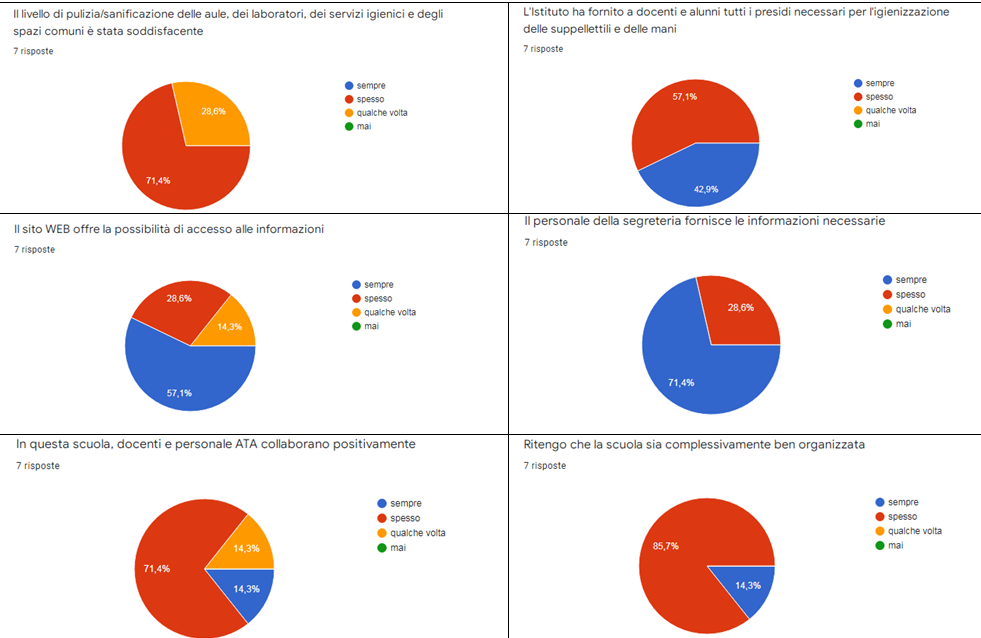 Il livello di pulizia/sanificazione delle aule, dei laboratori, dei servizi igienici e degli
spazi comuni è stata soddisfacente
7 risposte
sempre
spesso
qualche volta
mai
28,6%
71,4%
L'Istituto ha fornito a docenti e alunni tutti i presidi necessari per l'igienizzazione
delle suppellettili e delle mani
7 risposte
sempre
spesso
qualche volta
mai
57,1%
42,9%
Il sito WEB offre la possibilità di accesso alle informazioni
7 risposte
sempre
spesso
qualche volta
mai
28,6%
14,3%
57,1%
Il personale della segreteria fornisce le informazioni necessarie
7 risposte
sempre
spesso
qualche volta
mai
28,6%
71,4%
In questa scuola, docenti e personale ATA collaborano positivamente
7 risposte
sempre
spesso
qualche volta
mai
14,3%
71,4%
14,3%
Ritengo che la scuola sia complessivamente ben organizzata
7 risposte
sempre
spesso
qualche volta
mai
85,7%
14,3%